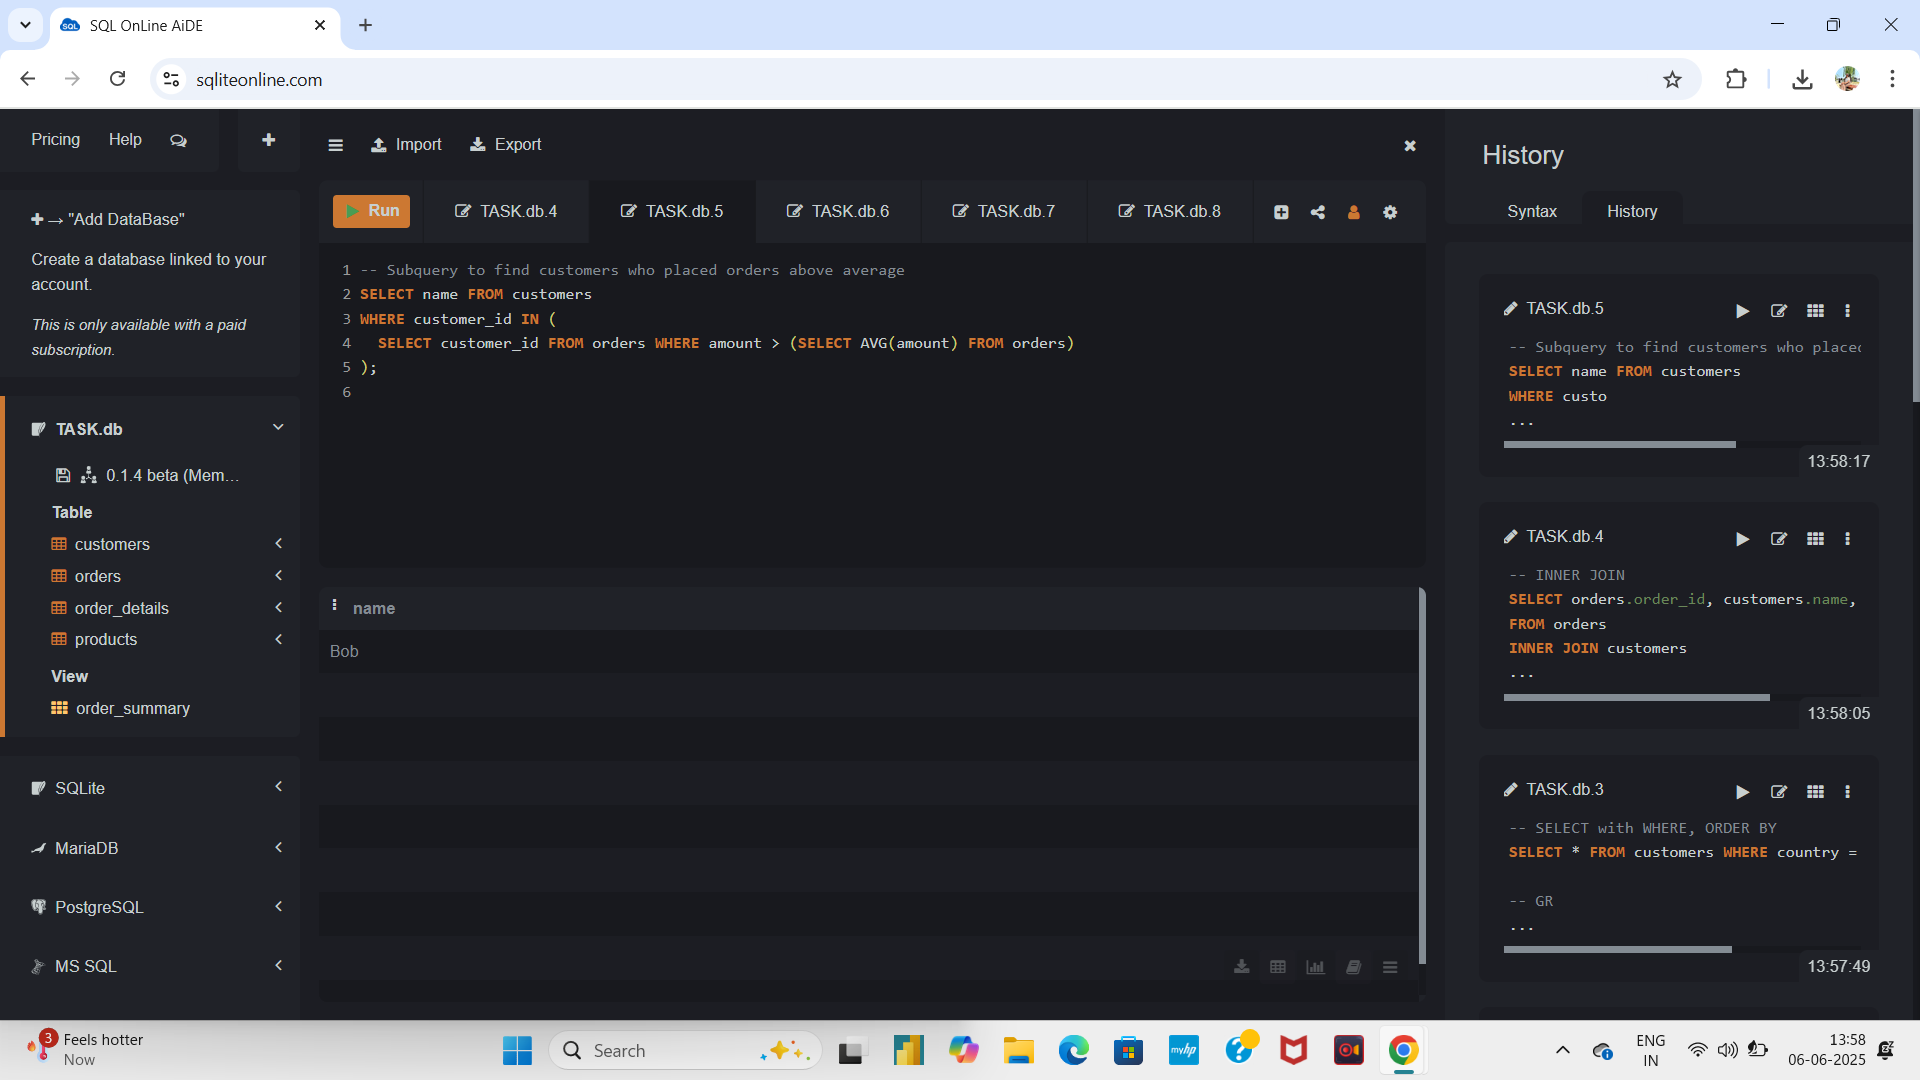 SQL OnLine AiDE
sqliteonline.com
Pricing Help
Import Export
History
Run TASK.db.4 TASK.db.5 TASK.db.6 TASK.db.7 TASK.db.8
Syntax History
→ "Add DataBase"
Create a database linked to your
account.
This is only available with a paid
subscription.
TASK.db
0.1.4 beta (Mem...
Table
customers
orders
order_details
products
View
order_summary
SQLite
MariaDB
PostgreSQL
MS SQL
1 -- Subquery to find customers who placed orders above average
2 SELECT name FROM customers
3 WHERE customer_id IN (
4 SELECT customer_id FROM orders WHERE amount > (SELECT AVG(amount) FROM orders)
5 );
6
name
Bob
TASK.db.5
-- Subquery to find customers who placed
SELECT name FROM customers
WHERE custo
...
13:58:17
TASK.db.4
-- INNER JOIN
SELECT orders.order_id, customers.name,
FROM orders
INNER JOIN customers
...
13:58:05
TASK.db.3
-- SELECT with WHERE, ORDER BY
SELECT * FROM customers WHERE country =
-- GR
...
13:57:49
3 Feels hotter
Now
Search
myhp
ENG
IN
13:58
06-06-2025